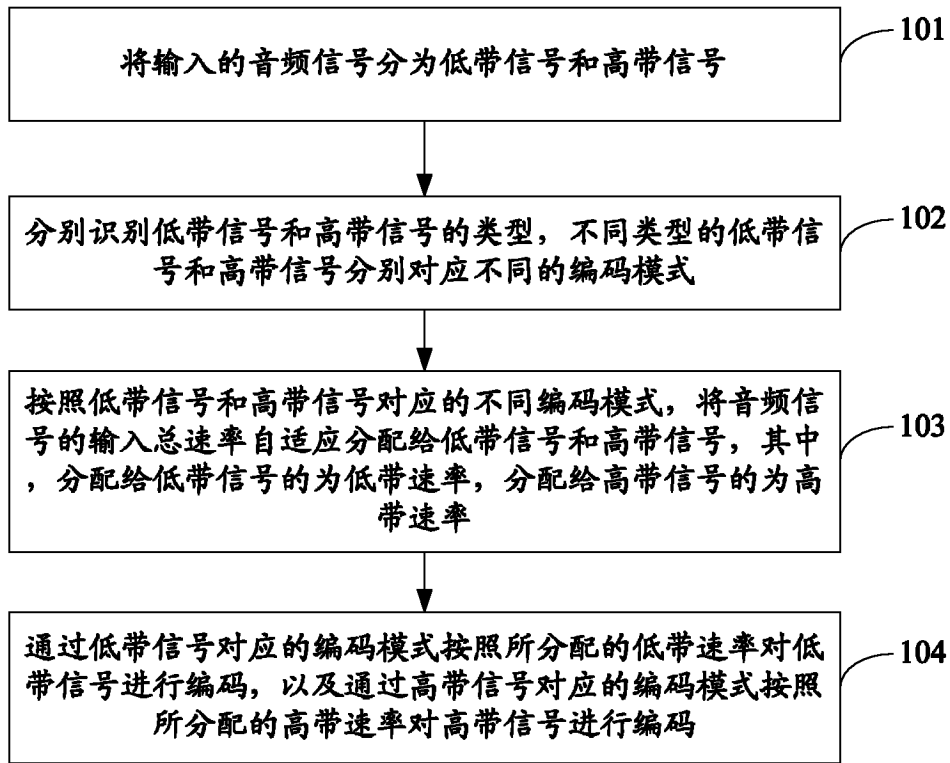 将输入的音频信号分为低带信号和高带信号
101
分别识别低带信号和高带信号的类型，不同类型的低带信
号和高带信号分别对应不同的编码模式
102
按照低带信号和高带信号对应的不同编码模式，将音频信
号的输入总速率自适应分配给低带信号和高带信号，其中
，分配给低带信号的为低带速率，分配给高带信号的为高
带速率
103
通过低带信号对应的编码模式按照所分配的低带速率对低
带信号进行编码，以及通过高带信号对应的编码模式按照
所分配的高带速率对高带信号进行编码
104